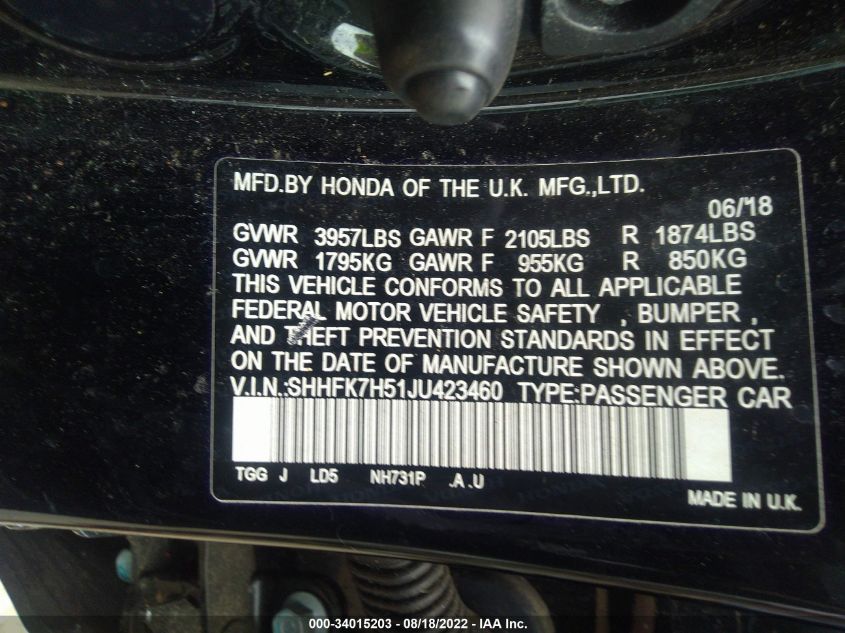 MFD.BY HONDA OF THE U.K. MFG.,LTD.
06/18
GVWR 3957LBS GAWR F 2105LBS R 1874LBS
GVWR 1795KG GAWR F 955KG R 850KG
THIS VEHICLE CONFORMS TO ALL APPLICABLE
FEDERAL MOTOR VEHICLE SAFETY , BUMPER ,
AND THEFT PREVENTION STANDARDS IN EFFECT
ON THE DATE OF MANUFACTURE SHOWN ABOVE.
V.I.N.:SHHFK7H51JU423460 TYPE:PASSENGER CAR
TGG J LD5 NH731P .A .U
MADE IN U.K.
000-34015203 - 08/18/2022 - IAA Inc.